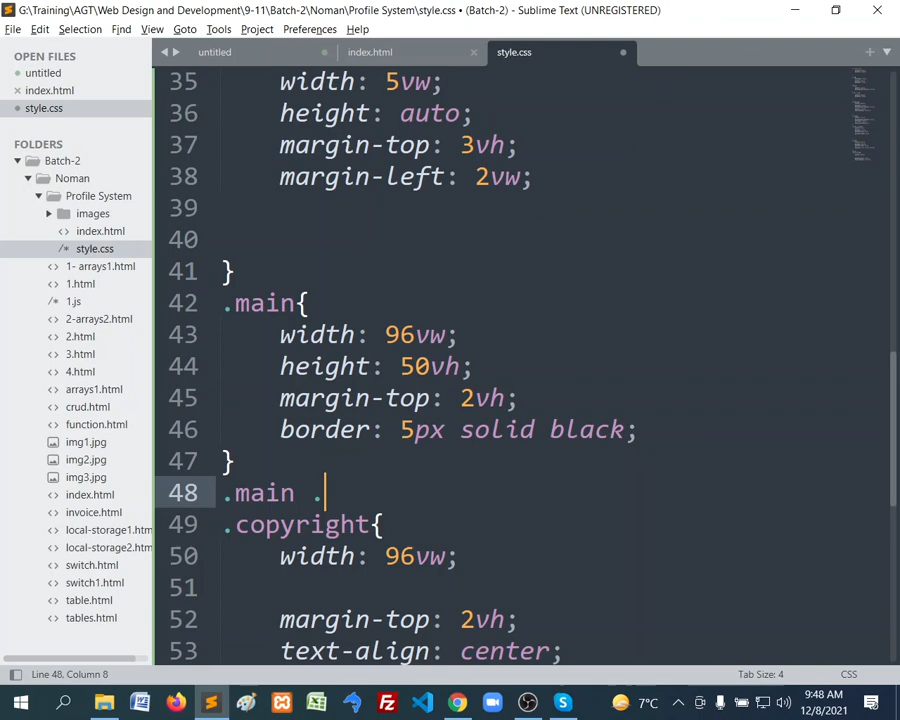 G:\Training\AGT\Web Design and Development\9-11\Batch-2\Noman\Profile System\style.css • (Batch-2) - Sublime Text (UNREGISTERED)
File Edit Selection Find View Goto Tools Project Preferences Help
OPEN FILES
untitled
index.html
style.css
FOLDERS
Batch-2
Noman
Profile System
images
index.html
/* style.css
<> 1- arrays1.html
<> 1.html
/* 1.js
<> 2-arrays2.html
<> 2.html
<> 3.html
<> 4.html
<> arrays1.html
<> crud.html
<> function.html
img1.jpg
img2.jpg
img3.jpg
<> index.html
<> invoice.html
<> local-storage1.htm
<> local-storage2.htm
<> switch.html
<> switch1.html
<> table.html
<> tables.html
untitled index.html style.css
35 width: 5vw;
36 height: auto;
37 margin-top: 3vh;
38 margin-left: 2vw;
39
40
41 }
42 .main{
43 width: 96vw;
44 height: 50vh;
45 margin-top: 2vh;
46 border: 5px solid black;
47 }
48 .main .
49 .copyright{
50 width: 96vw;
51
52 margin-top: 2vh;
53 text-align: center;
Line 48, Column 8 Tab Size: 4 CSS
7°C 9:48 AM
12/8/2021